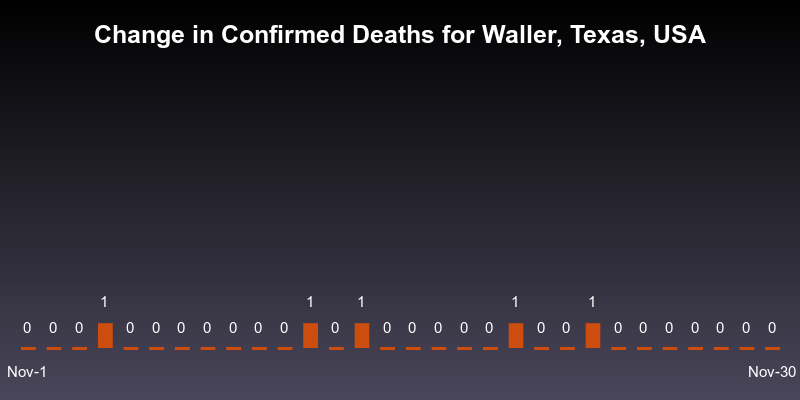 Change in Confirmed Deaths for Waller, Texas, USA
1 1 1 1 1
0 0 0 0 0 0 0 0 0 0 0 0 0 0 0 0 0 0 0 0 0 0 0 0 0
Nov-1 Nov-30